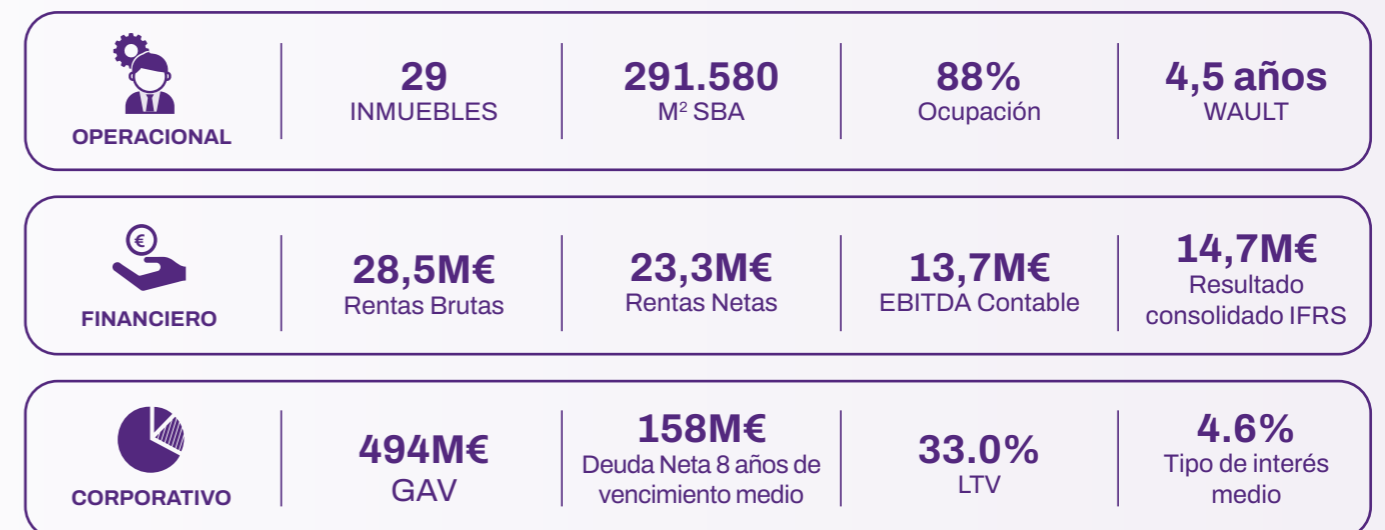 OPERACIONAL
29
INMUEBLES
291.580
M² SBA
88%
Ocupación
4,5 años
WAULT
€
FINANCIERO
28,5M€
Rentas Brutas
23,3M€
Rentas Netas
13,7M€
EBITDA Contable
14,7M€
Resultado
consolidado IFRS
CORPORATIVO
494M€
GAV
158M€
Deuda Neta 8 años de
vencimiento medio
33.0%
LTV
4.6%
Tipo de interés
medio